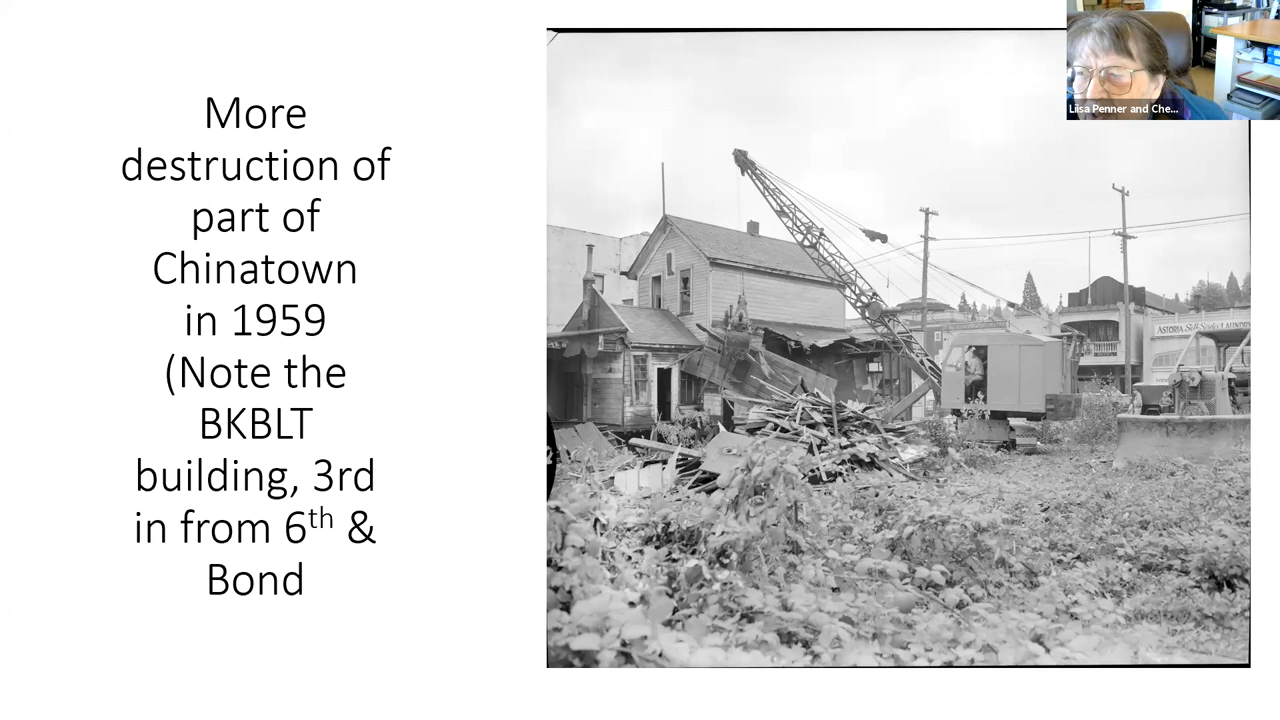 More
destruction of
part of
Chinatown
in 1959
(Note the
BKBLT
building, 3rd
in from 6th &
Bond
Liisa Penner and Che...
ASTORIA Self Service LAUNDRY